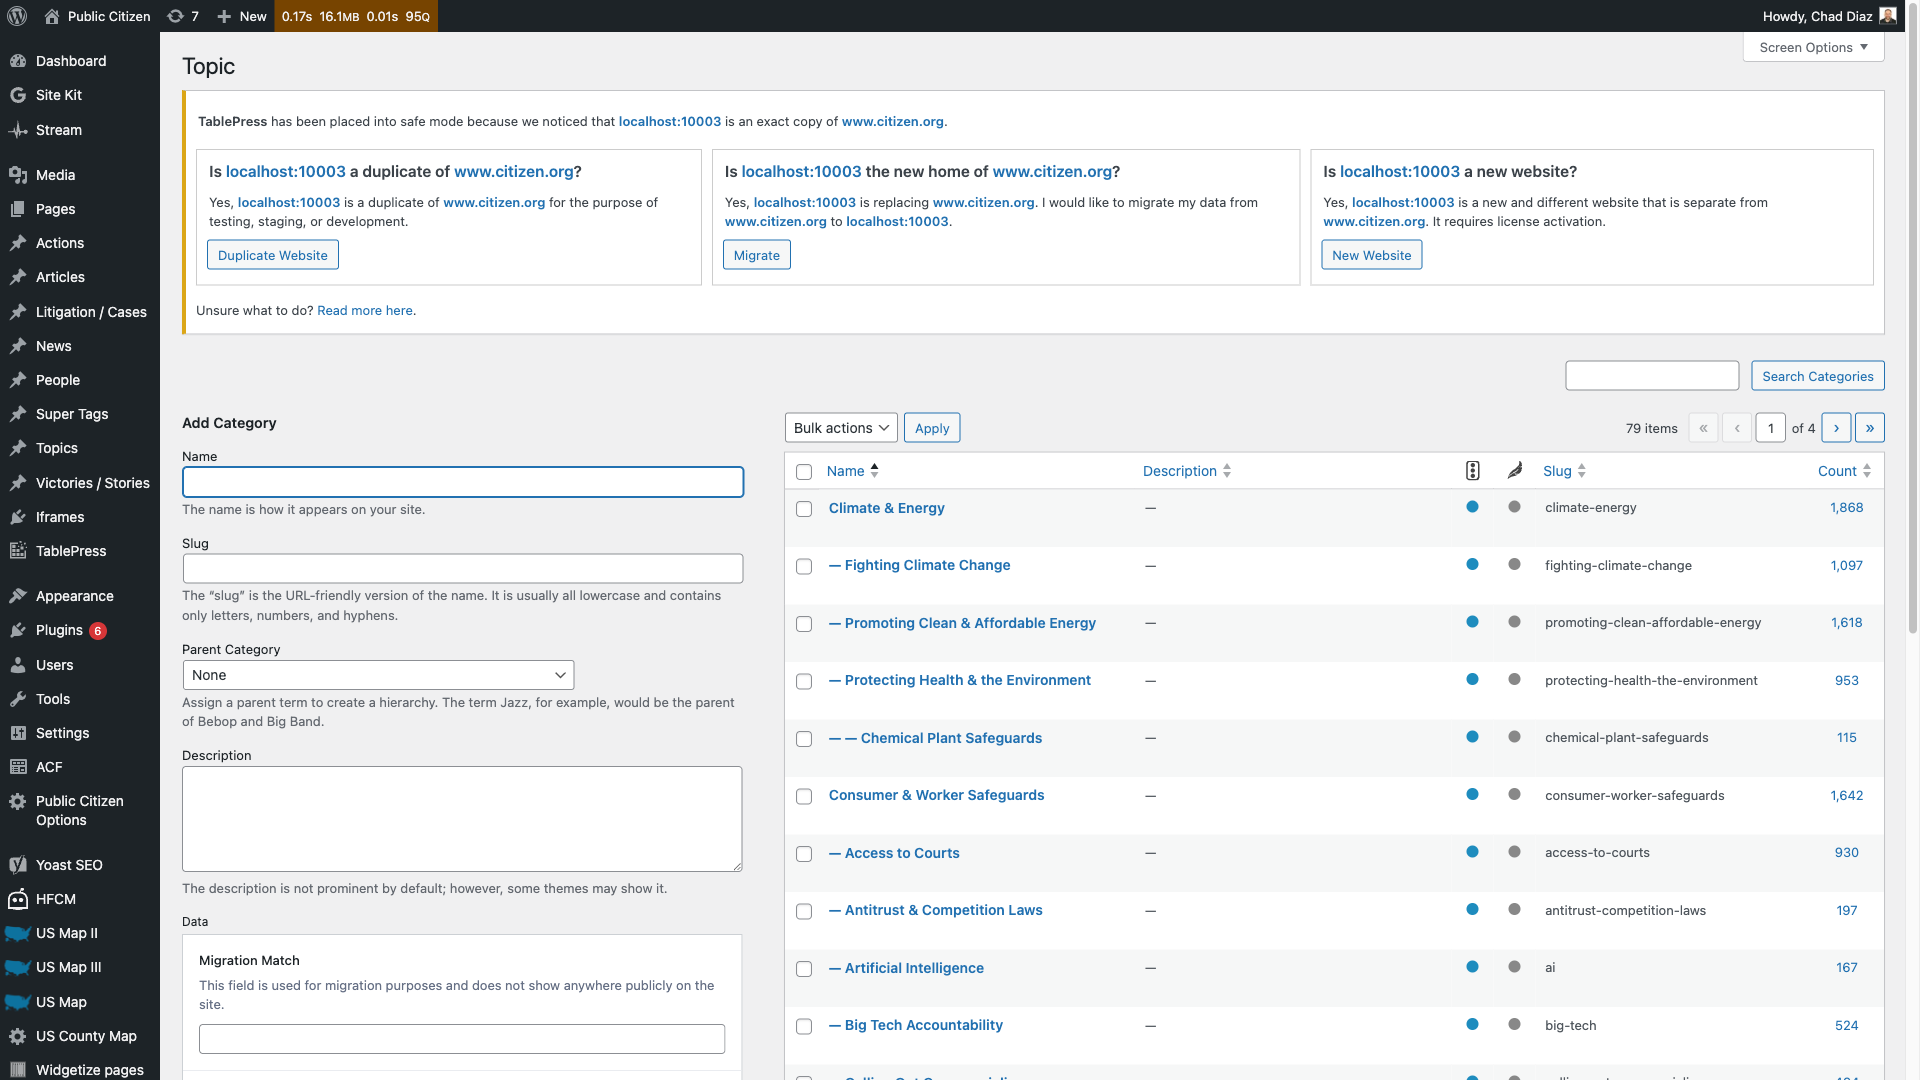 Public Citizen
7
New
0.17s 16.1MB 0.01s 95Q
Howdy, Chad Diaz
Screen Options
Dashboard
Site Kit
Stream
Media
Pages
Actions
Articles
Litigation / Cases
News
People
Super Tags
Topics
Victories / Stories
Iframes
TablePress
Appearance
Plugins 6
Users
Tools
Settings
ACF
Public Citizen
Options
Yoast SEO
HFCM
US Map II
US Map III
US Map
US County Map
Widgetize pages
Topic
TablePress has been placed into safe mode because we noticed that localhost:10003 is an exact copy of www.citizen.org.
Is localhost:10003 a duplicate of www.citizen.org?
Yes, localhost:10003 is a duplicate of www.citizen.org for the purpose of
testing, staging, or development.
Duplicate Website
Is localhost:10003 the new home of www.citizen.org?
Yes, localhost:10003 is replacing www.citizen.org. I would like to migrate my data from
www.citizen.org to localhost:10003.
Migrate
Is localhost:10003 a new website?
Yes, localhost:10003 is a new and different website that is separate from
www.citizen.org. It requires license activation.
New Website
Unsure what to do? Read more here.
Search Categories
Add Category
Name
The name is how it appears on your site.
Slug
The “slug” is the URL-friendly version of the name. It is usually all lowercase and contains
only letters, numbers, and hyphens.
Parent Category
None
Assign a parent term to create a hierarchy. The term Jazz, for example, would be the parent
of Bebop and Big Band.
Description
The description is not prominent by default; however, some themes may show it.
Data
Migration Match
This field is used for migration purposes and does not show anywhere publicly on the
site.
Bulk actions
Apply
79 items « ‹ 1 of 4 › »
Name Description Slug Count
Climate & Energy — climate-energy 1,868
— Fighting Climate Change — fighting-climate-change 1,097
— Promoting Clean & Affordable Energy — promoting-clean-affordable-energy 1,618
— Protecting Health & the Environment — protecting-health-the-environment 953
— — Chemical Plant Safeguards — chemical-plant-safeguards 115
Consumer & Worker Safeguards — consumer-worker-safeguards 1,642
— Access to Courts — access-to-courts 930
— Antitrust & Competition Laws — antitrust-competition-laws 197
— Artificial Intelligence — ai 167
— Big Tech Accountability — big-tech 524